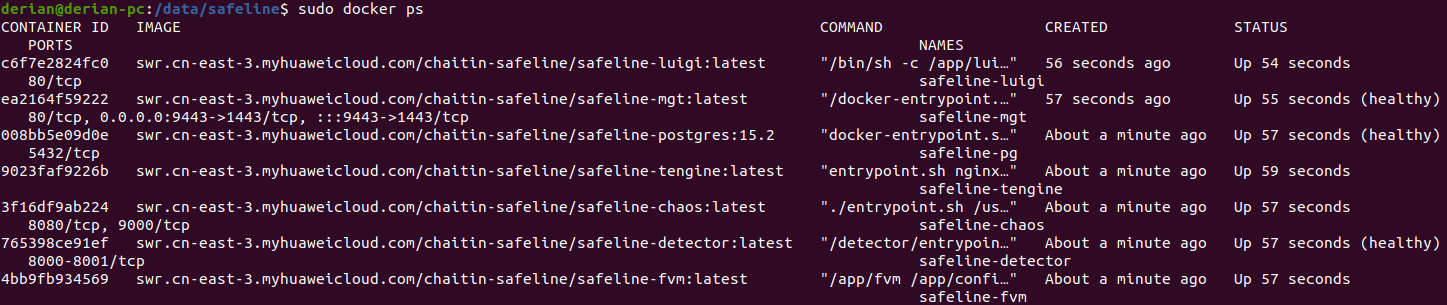 derian@derian-pc:/data/safeline$ sudo docker ps
CONTAINER ID   IMAGE   COMMAND   CREATED   STATUS
PORTS   NAMES
c6f7e2824fc0   swr.cn-east-3.myhuaweicloud.com/chaitin-safeline/safeline-luigi:latest   "/bin/sh -c /app/lui…"   56 seconds ago   Up 54 seconds
80/tcp   safeline-luigi
ea2164f59222   swr.cn-east-3.myhuaweicloud.com/chaitin-safeline/safeline-mgt:latest   "/docker-entrypoint.…"   57 seconds ago   Up 55 seconds (healthy)
80/tcp, 0.0.0.0:9443->1443/tcp, :::9443->1443/tcp   safeline-mgt
008bb5e09d0e   swr.cn-east-3.myhuaweicloud.com/chaitin-safeline/safeline-postgres:15.2   "docker-entrypoint.s…"   About a minute ago   Up 57 seconds (healthy)
5432/tcp   safeline-pg
9023faf9226b   swr.cn-east-3.myhuaweicloud.com/chaitin-safeline/safeline-tengine:latest   "entrypoint.sh nginx…"   About a minute ago   Up 59 seconds
safeline-tengine
3f16df9ab224   swr.cn-east-3.myhuaweicloud.com/chaitin-safeline/safeline-chaos:latest   "./entrypoint.sh /us…"   About a minute ago   Up 57 seconds
8080/tcp, 9000/tcp   safeline-chaos
765398ce91ef   swr.cn-east-3.myhuaweicloud.com/chaitin-safeline/safeline-detector:latest   "/detector/entrypoin…"   About a minute ago   Up 57 seconds (healthy)
8000-8001/tcp   safeline-detector
4bb9fb934569   swr.cn-east-3.myhuaweicloud.com/chaitin-safeline/safeline-fvm:latest   "/app/fvm /app/confi…"   About a minute ago   Up 57 seconds
safeline-fvm